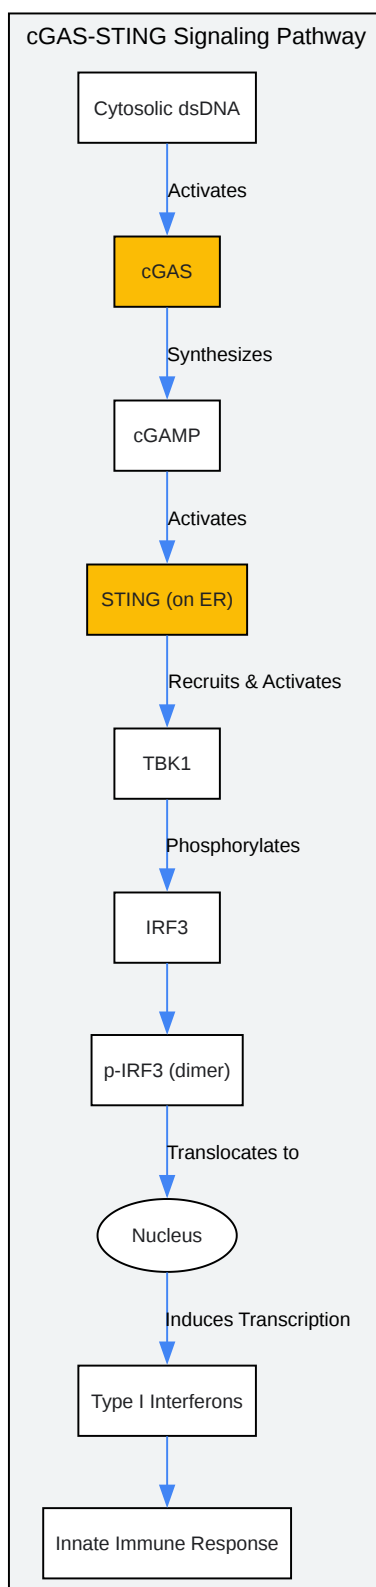 cGAS-STING Signaling Pathway
Cytosolic dsDNA
Activates
cGAS
Synthesizes
cGAMP
Activates
STING (on ER)
Recruits & Activates
TBK1
Phosphorylates
IRF3
p-IRF3 (dimer)
Translocates to
Nucleus
Induces Transcription
Type I Interferons
Innate Immune Response